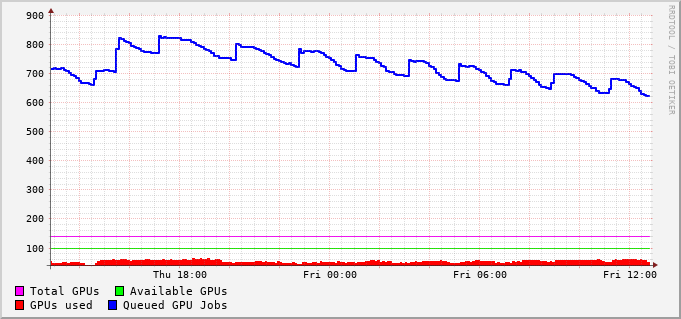 900
800
700
600
500
400
300
200
100
Thu 18:00 Fri 00:00 Fri 06:00 Fri 12:00
Total GPUs Available GPUs
GPUs used Queued GPU Jobs
RRDTOOL / TOBI OETIKER